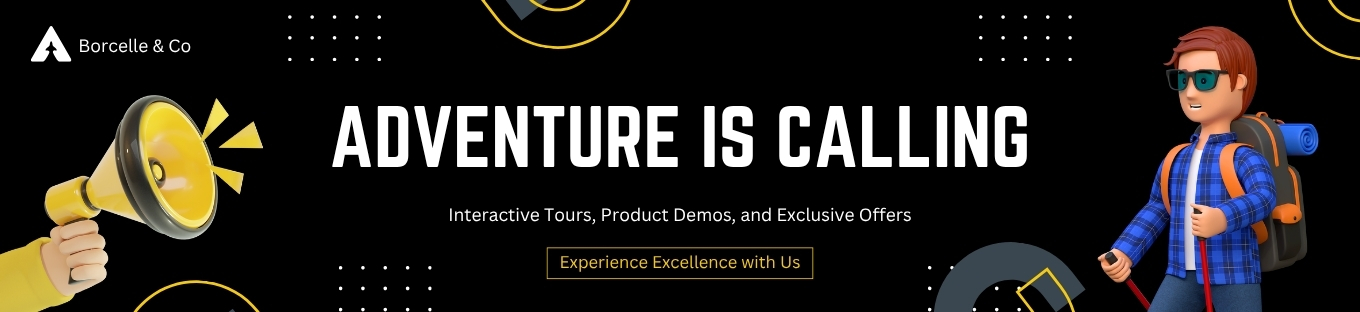 Borcelle & Co
ADVENTURE IS CALLING
Interactive Tours, Product Demos, and Exclusive Offers
Experience Excellence with Us